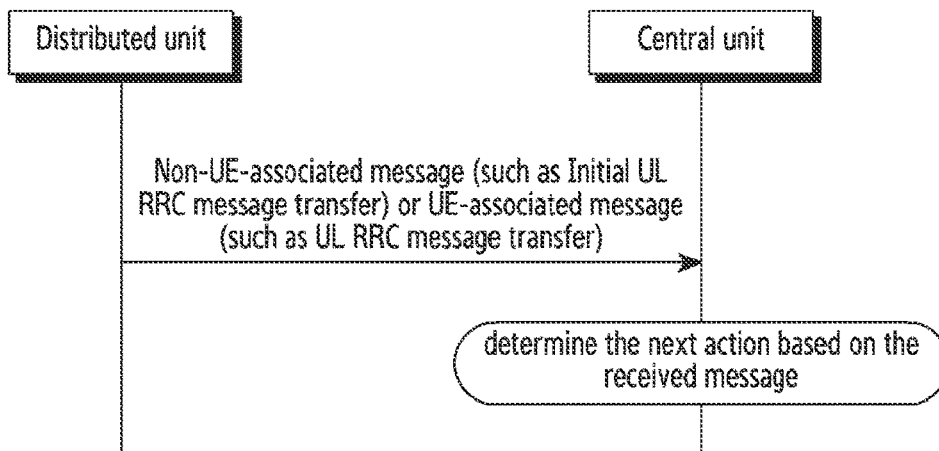 Distributed unit
Central unit
Non-UE-associated message (such as Initial UL
RRC message transfer) or UE-associated message
(such as UL RRC message transfer)
determine the next action based on the
received message